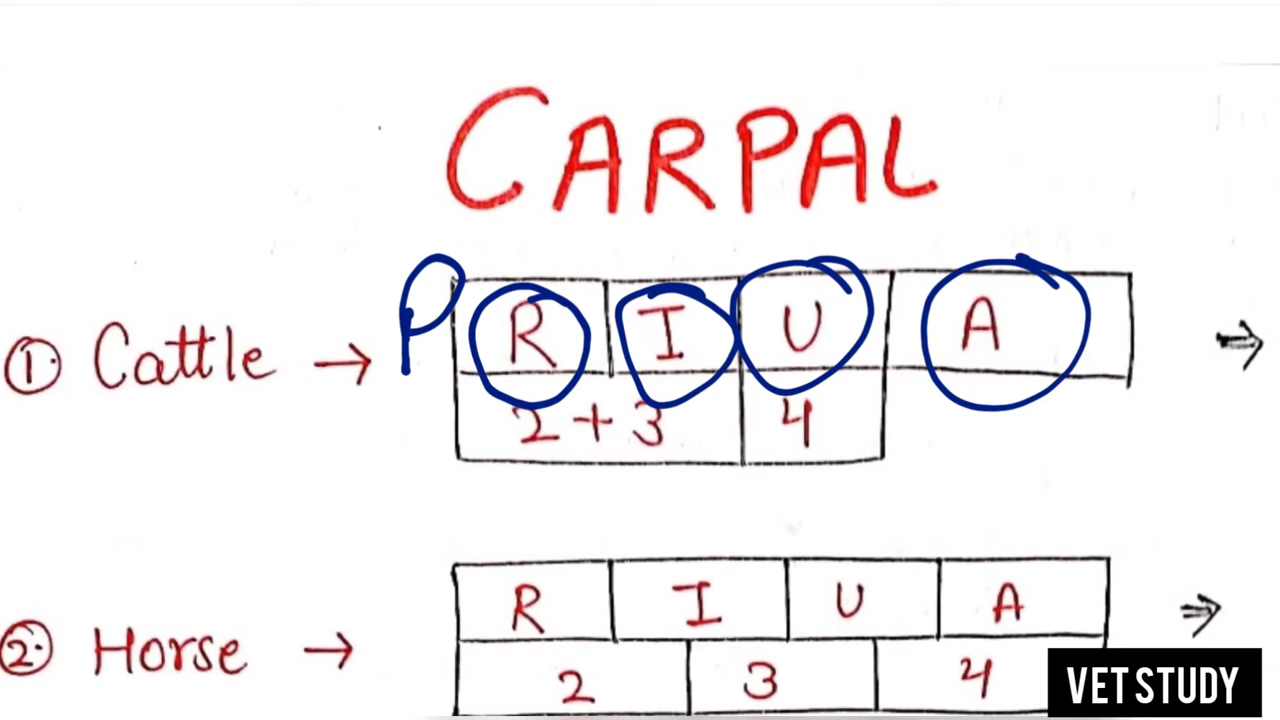 CARPAL
P R I U A
① Cattle → ⇒
2 + 3 4
R I U A
② Horse → ⇒
2 3 4
VET STUDY